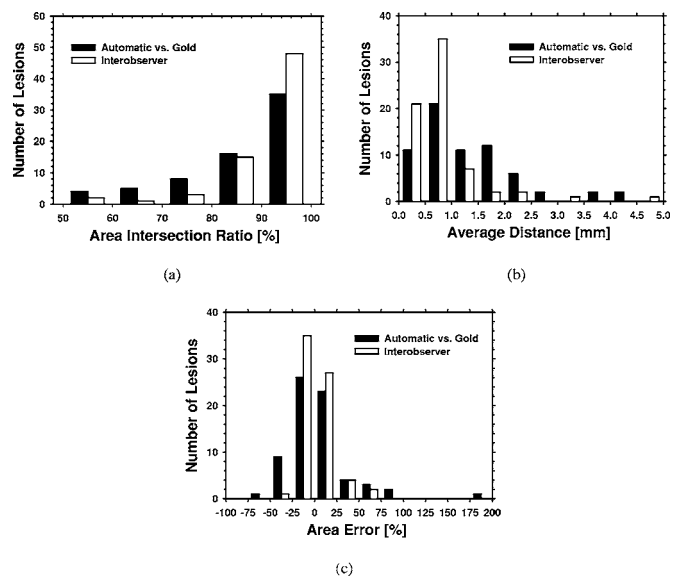 60
50
40
30
20
10
0
Number of Lesions
Automatic vs. Gold
Interobserver
50 60 70 80 90 100
Area Intersection Ratio [%]
(a)
40
30
20
10
0
Number of Lesions
Automatic vs. Gold
Interobserver
0.0 0.5 1.0 1.5 2.0 2.5 3.0 3.5 4.0 4.5 5.0
Average Distance [mm]
(b)
40
30
20
10
0
Number of Lesions
Automatic vs. Gold
Interobserver
-100 -75 -50 -25 0 25 50 75 100 125 150 175 200
Area Error [%]
(c)